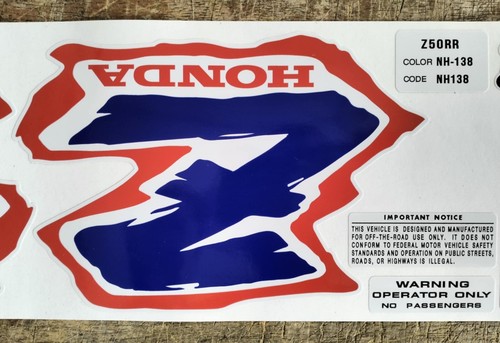 HONDA
Z
Z50RR
COLOR NH-138
CODE NH138
IMPORTANT NOTICE
THIS VEHICLE IS DESIGNED AND MANUFACTURED
FOR OFF-THE-ROAD USE ONLY. IT DOES NOT
CONFORM TO FEDERAL MOTOR VEHICLE SAFETY
STANDARDS AND OPERATION ON PUBLIC STREETS,
ROADS, OR HIGHWAYS IS ILLEGAL.
WARNING
OPERATOR ONLY
NO PASSENGERS